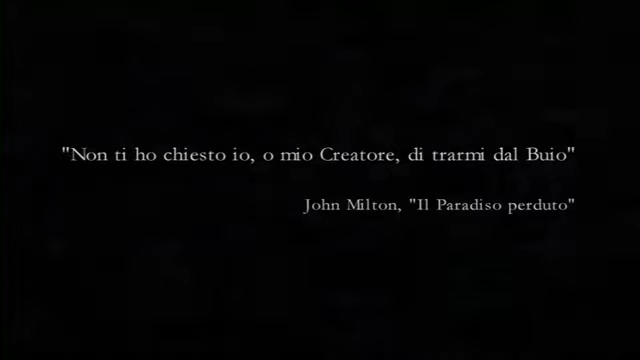 "Non ti ho chiesto io, o mio Creatore, di trarmi dal Buio"
John Milton, "Il Paradiso perduto"